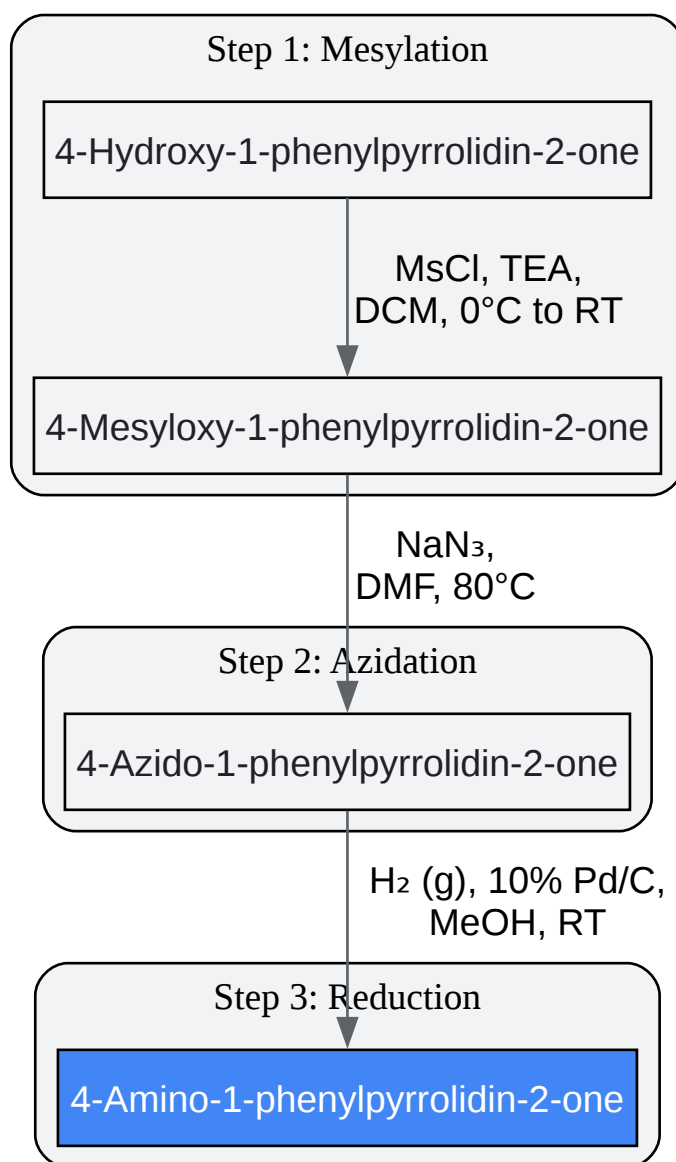 Step 1: Mesylation
4-Hydroxy-1-phenylpyrrolidin-2-one
MsCl, TEA,
DCM, 0°C to RT
4-Mesyloxy-1-phenylpyrrolidin-2-one
NaN₃,
DMF, 80°C
Step 2: Azidation
4-Azido-1-phenylpyrrolidin-2-one
H₂ (g), 10% Pd/C,
MeOH, RT
Step 3: Reduction
4-Amino-1-phenylpyrrolidin-2-one